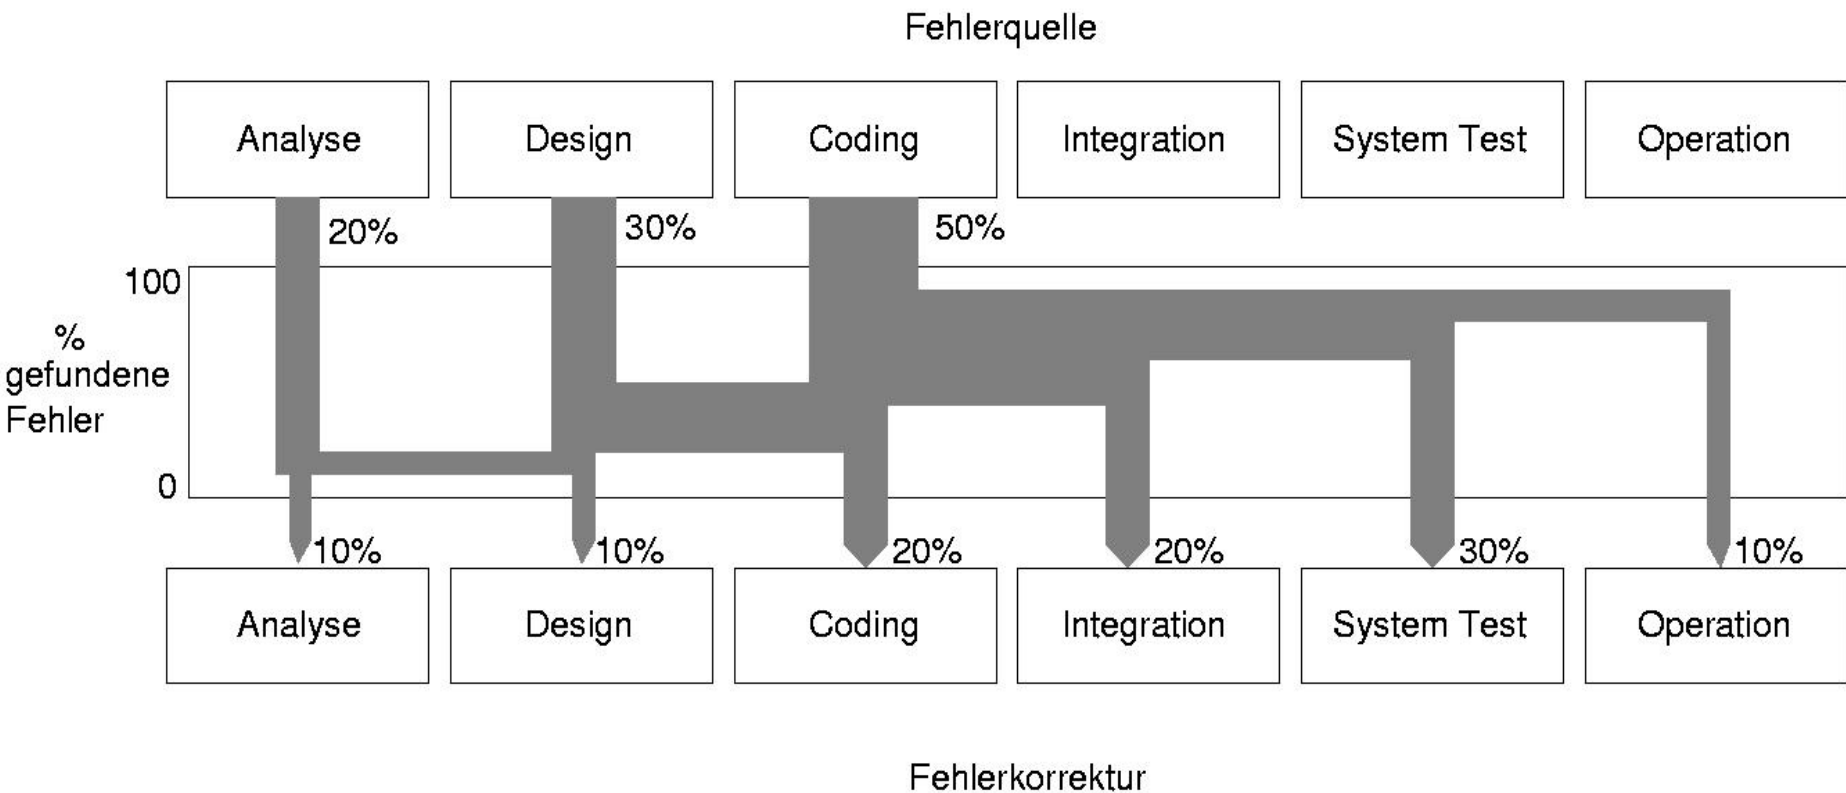 Fehlerquelle
Analyse
Design
Coding
Integration
System Test
Operation
20%
30%
50%
100
%
gefundene
Fehler
0
10%
10%
20%
20%
30%
10%
Analyse
Design
Coding
Integration
System Test
Operation
Fehlerkorrektur